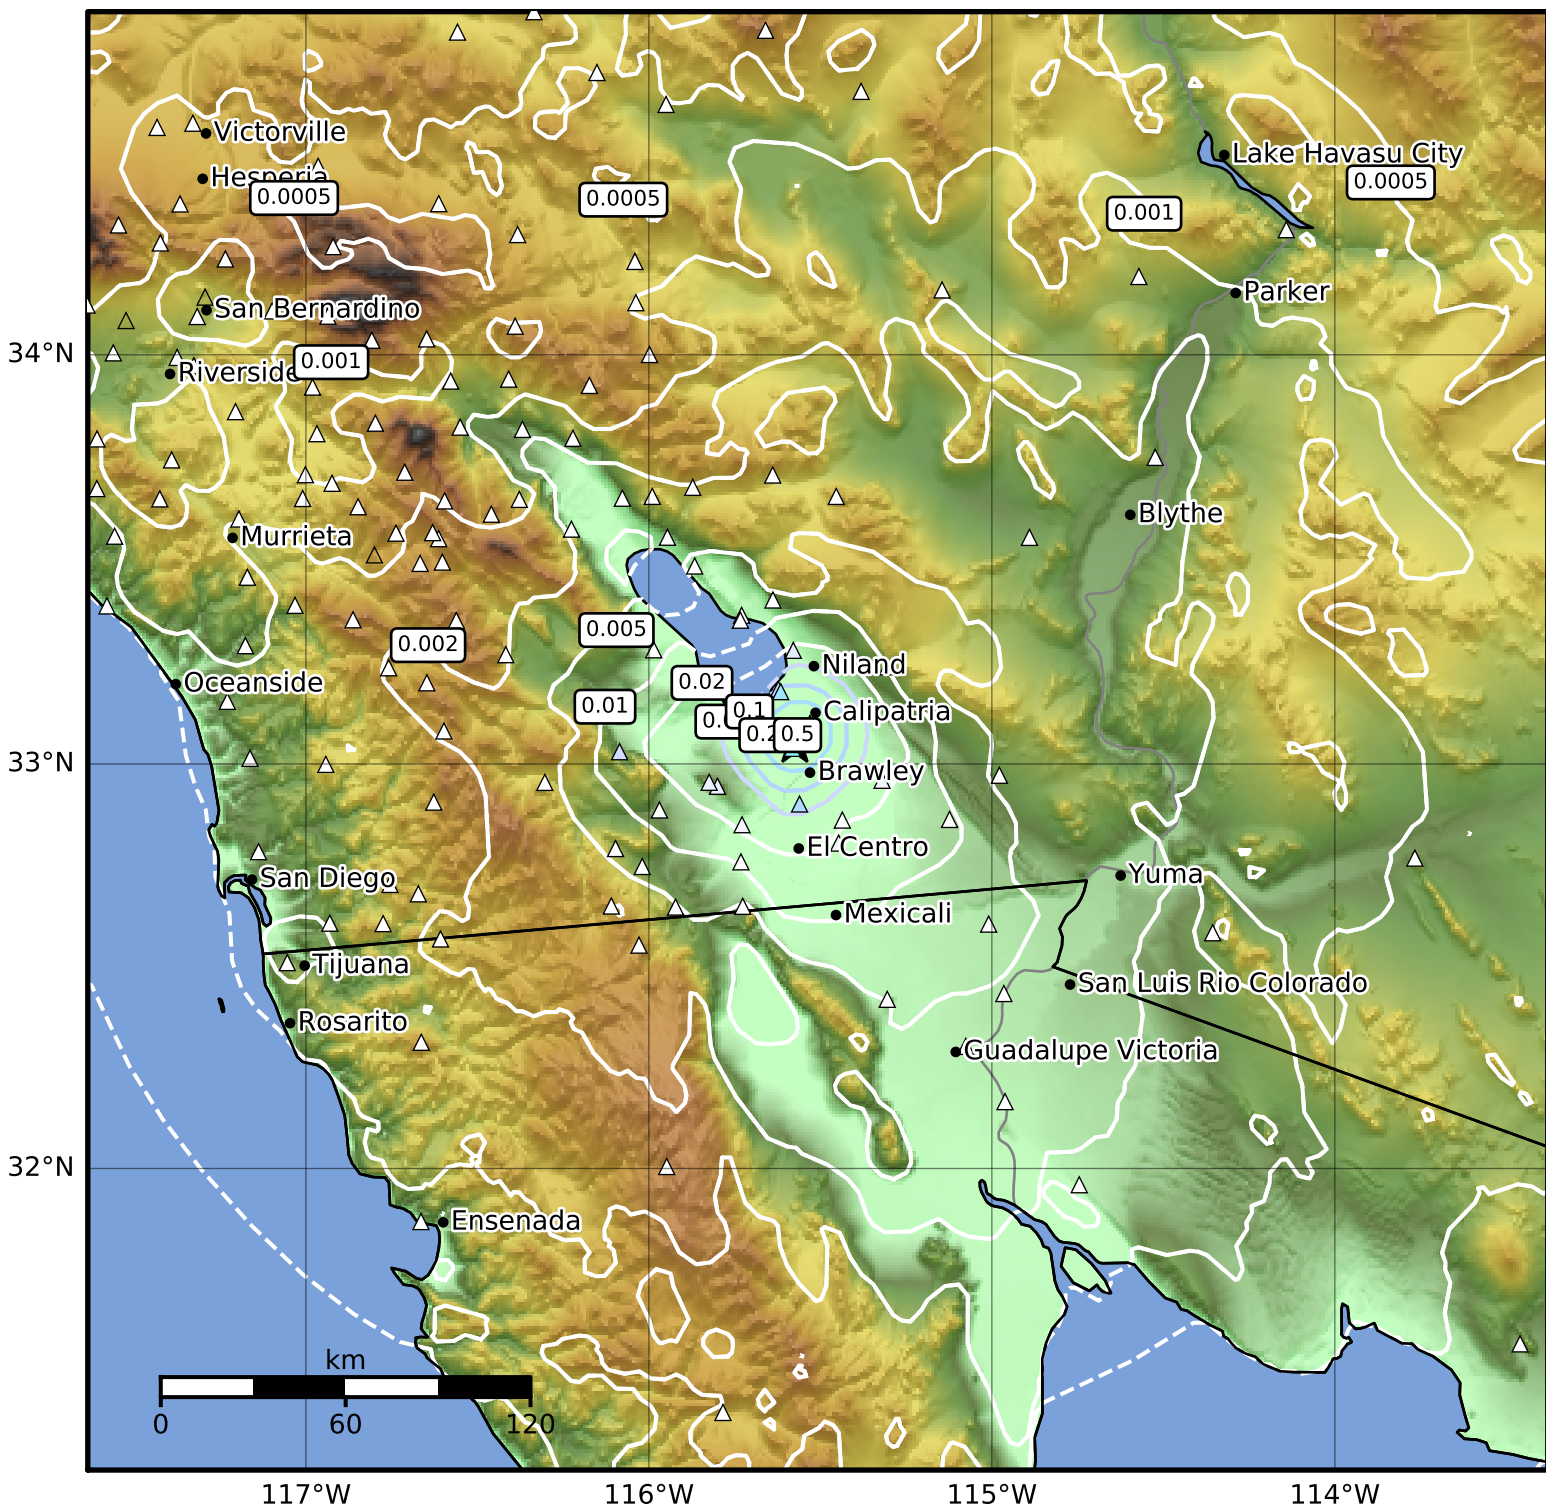 Victorville
Lake Havasu City
Hesperia
0.0005
0.0005
0.0005
0.001
Parker
San Bernardino
34°N
0.001
Riverside
Blythe
Murrieta
0.005
0.002
Niland
Oceanside
0.02
0.01
0.1
Calipatria
0.5
33°N
Brawley
El Centro
Yuma
San Diego
Mexicali
Tijuana
San Luis Rio Colorado
Rosarito
Guadalupe Victoria
32°N
Ensenada
km
0 60 120
117°W 116°W 115°W 114°W